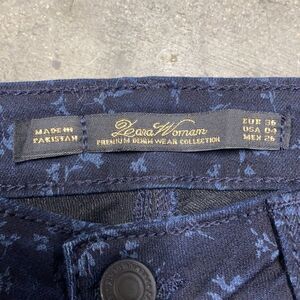 MADE IN
PAKISTAN
Zara Woman
PREMIUM DENIM WEAR COLLECTION
EUR 36
USA 04
MEX 26